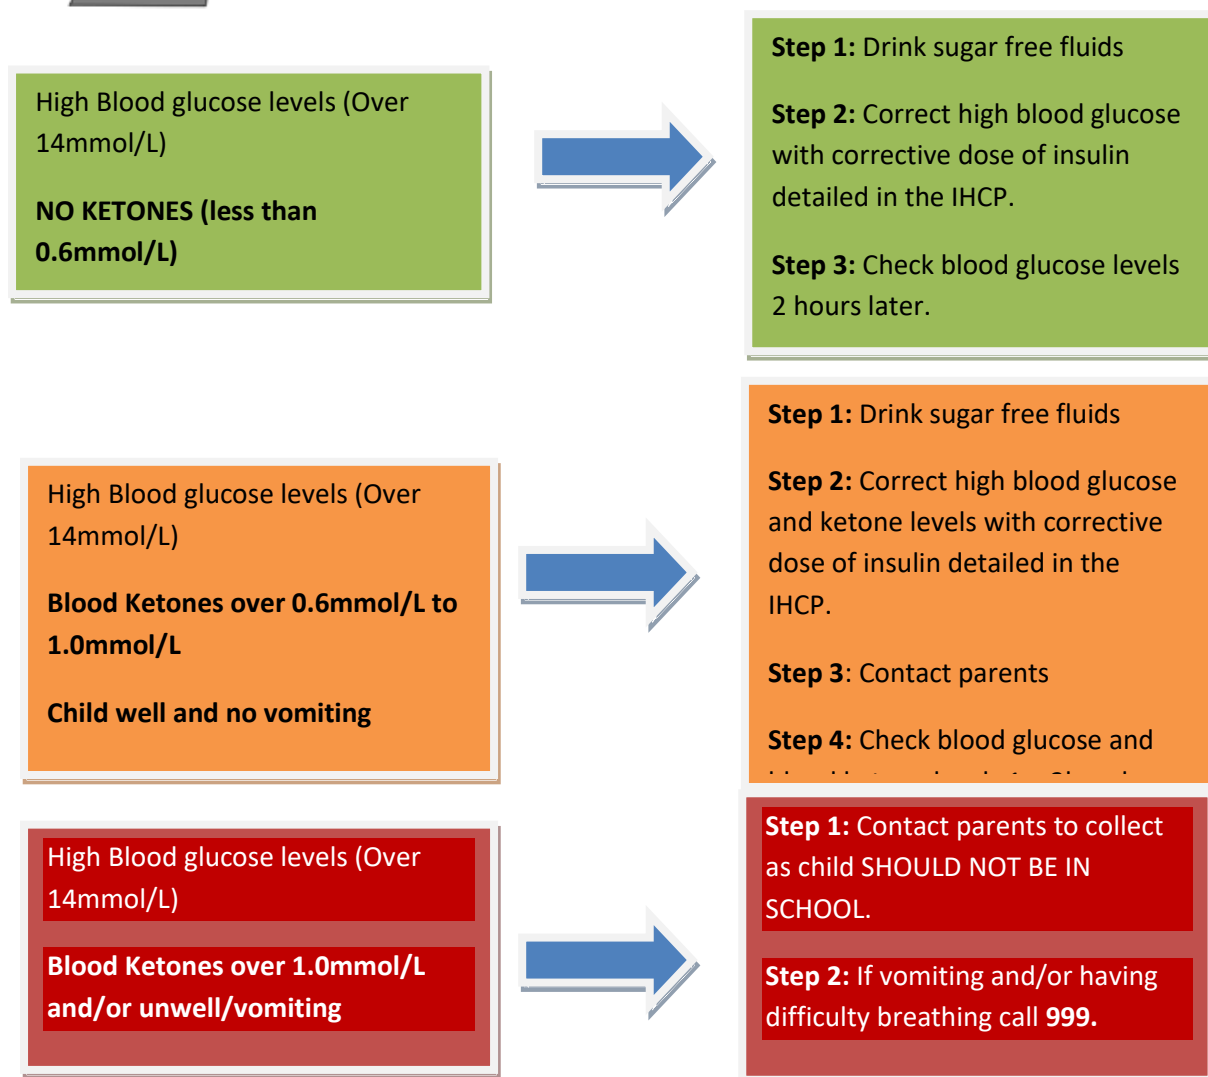 High Blood glucose levels (Over
14mmol/L)
NO KETONES (less than
0.6mmol/L)
Step 1: Drink sugar free fluids
Step 2: Correct high blood glucose
with corrective dose of insulin
detailed in the IHCP.
Step 3: Check blood glucose levels
2 hours later.
High Blood glucose levels (Over
14mmol/L)
Blood Ketones over 0.6mmol/L to
1.0mmol/L
Child well and no vomiting
Step 1: Drink sugar free fluids
Step 2: Correct high blood glucose
and ketone levels with corrective
dose of insulin detailed in the
IHCP.
Step 3: Contact parents
Step 4: Check blood glucose and
High Blood glucose levels (Over
14mmol/L)
Blood Ketones over 1.0mmol/L
and/or unwell/vomiting
Step 1: Contact parents to collect
as child SHOULD NOT BE IN
SCHOOL.
Step 2: If vomiting and/or having
difficulty breathing call 999.